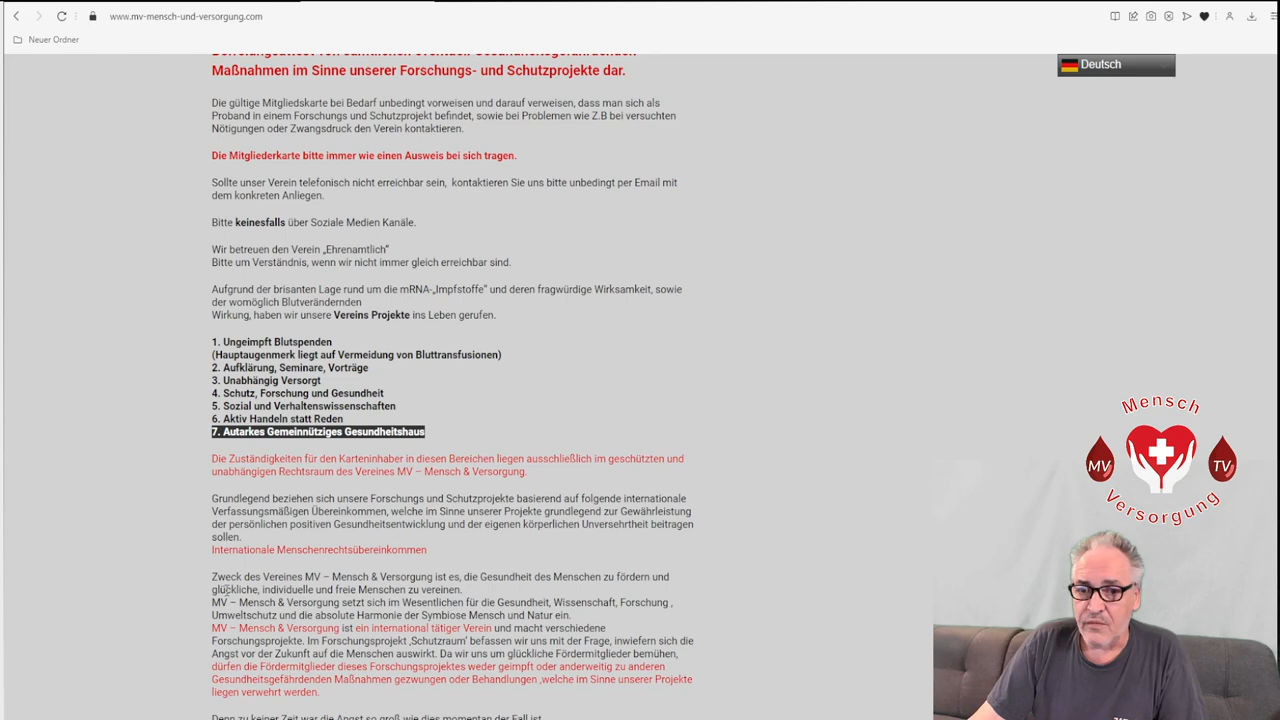 www.mv-mensch-und-versorgung.com
Neuer Ordner
Deutsch
Maßnahmen im Sinne unserer Forschungs- und Schutzprojekte dar.
Die gültige Mitgliedskarte bei Bedarf unbedingt vorweisen und darauf verweisen, dass man sich als
Proband in einem Forschungs und Schutzprojekt befindet, sowie bei Problemen wie Z.B bei versuchten
Nötigungen oder Zwangsdruck den Verein kontaktieren.
Die Mitgliederkarte bitte immer wie einen Ausweis bei sich tragen.
Sollte unser Verein telefonisch nicht erreichbar sein, kontaktieren Sie uns bitte unbedingt per Email mit
dem konkreten Anliegen.
Bitte keinesfalls über Soziale Medien Kanäle.
Wir betreuen den Verein „Ehrenamtlich“
Bitte um Verständnis, wenn wir nicht immer gleich erreichbar sind.
Aufgrund der brisanten Lage rund um die mRNA-„Impfstoffe“ und deren fragwürdige Wirksamkeit, sowie
der womöglich Blutverändernden
Wirkung, haben wir unsere Vereins Projekte ins Leben gerufen.
1. Ungeimpft Blutspenden
(Hauptaugenmerk liegt auf Vermeidung von Bluttransfusionen)
2. Aufklärung, Seminare, Vorträge
3. Unabhängig Versorgt
4. Schutz, Forschung und Gesundheit
5. Sozial und Verhaltenswissenschaften
6. Aktiv Handeln statt Reden
7. Autarkes Gemeinnütziges Gesundheitshaus
Die Zuständigkeiten für den Karteninhaber in diesen Bereichen liegen ausschließlich im geschützten und
unabhängigen Rechtsraum des Vereines MV – Mensch & Versorgung.
Grundlegend beziehen sich unsere Forschungs und Schutzprojekte basierend auf folgende internationale
Verfassungsmäßigen Übereinkommen, welche im Sinne unserer Projekte grundlegend zur Gewährleistung
der persönlichen positiven Gesundheitsentwicklung und der eigenen körperlichen Unversehrtheit beitragen
sollen.
Internationale Menschenrechtsübereinkommen
Zweck des Vereines MV – Mensch & Versorgung ist es, die Gesundheit des Menschen zu fördern und
glückliche, individuelle und freie Menschen zu vereinen.
MV – Mensch & Versorgung setzt sich im Wesentlichen für die Gesundheit, Wissenschaft, Forschung ,
Umweltschutz und die absolute Harmonie der Symbiose Mensch und Natur ein.
MV – Mensch & Versorgung ist ein international tätiger Verein und macht verschiedene
Forschungsprojekte. Im Forschungsprojekt ‚Schutzraum‘ befassen wir uns mit der Frage, inwiefern sich die
Angst vor der Zukunft auf die Menschen auswirkt. Da wir uns um glückliche Fördermitglieder bemühen,
dürfen die Fördermitglieder dieses Forschungsprojektes weder geimpft oder anderweitig zu anderen
Gesundheitsgefährdenden Maßnahmen gezwungen oder Behandlungen ,welche im Sinne unserer Projekte
liegen verwehrt werden.
Denn zu keiner Zeit war die Angst so groß wie dies momentan der Fall ist
Mensch
MV
TV
Versorgung